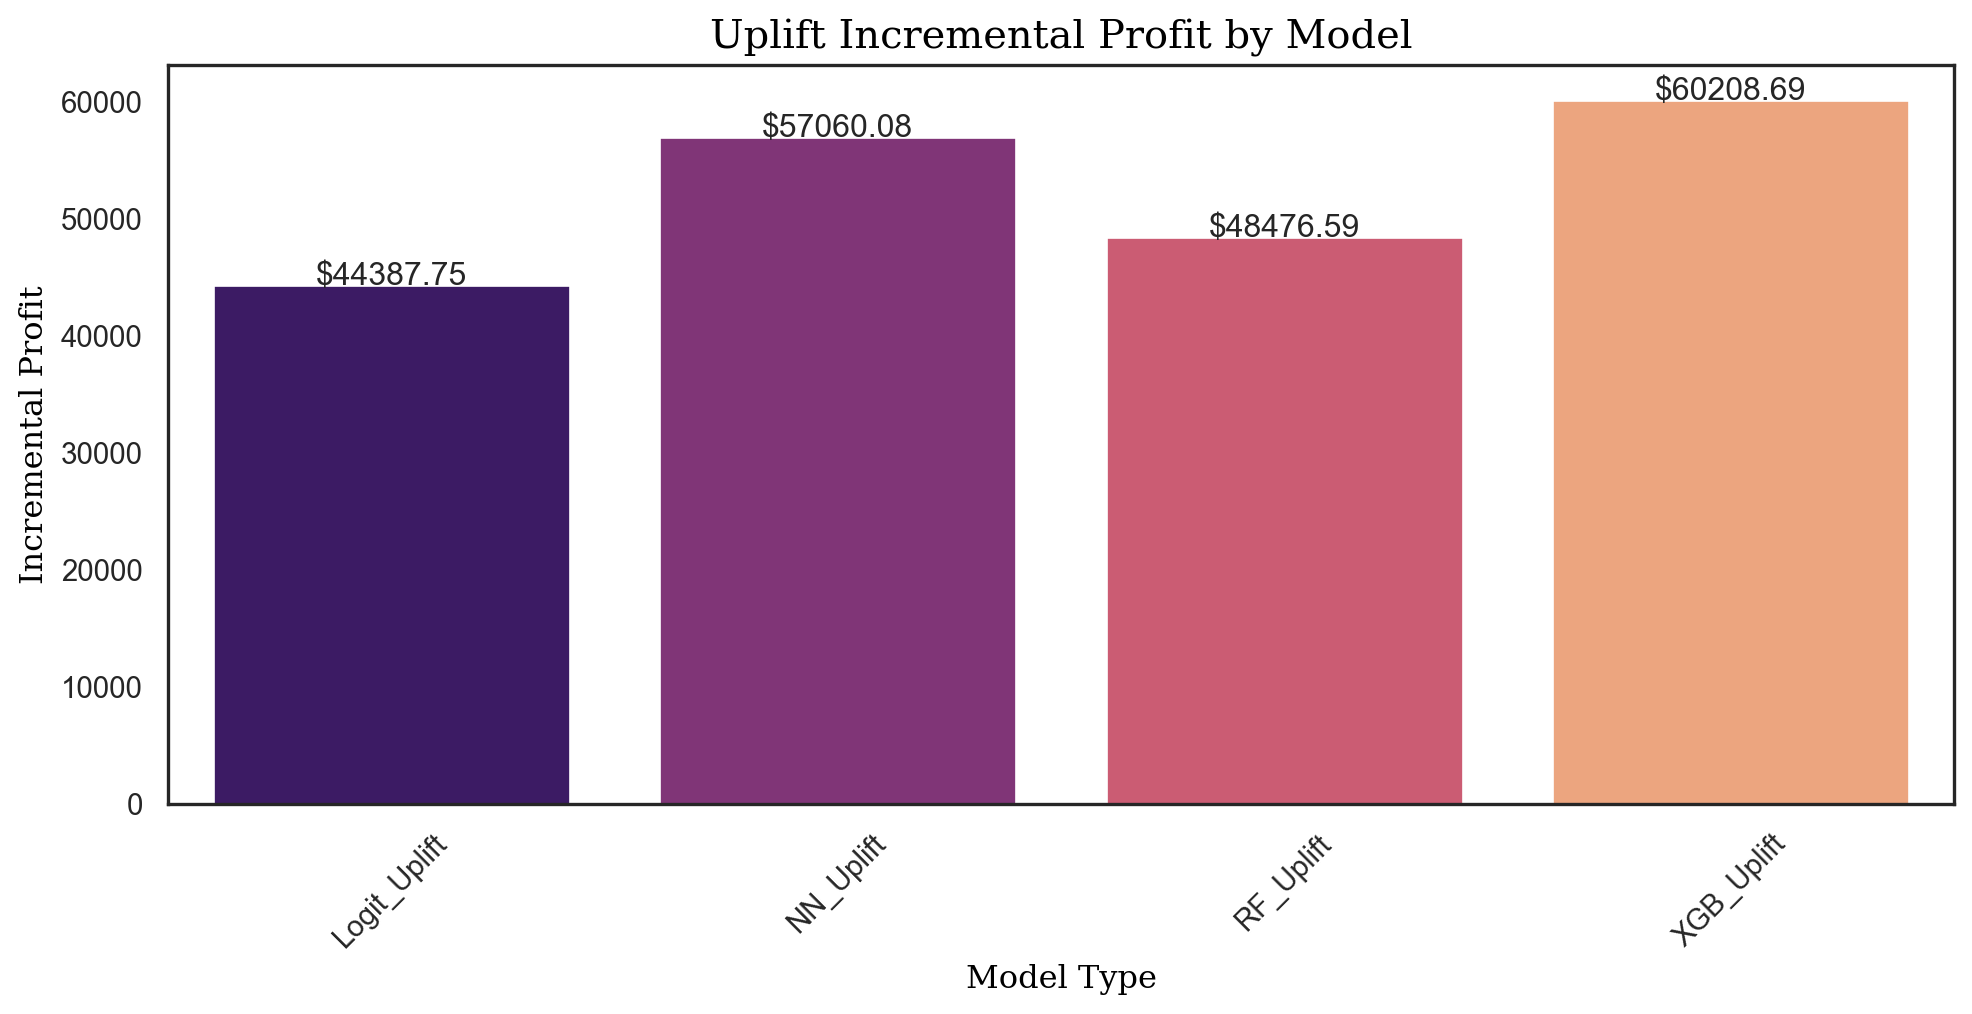 Uplift Incremental Profit by Model
Incremental Profit
60000
50000
40000
30000
20000
10000
0
$44387.75
$57060.08
$48476.59
$60208.69
Logit_Uplift
NN_Uplift
RF_Uplift
XGB_Uplift
Model Type